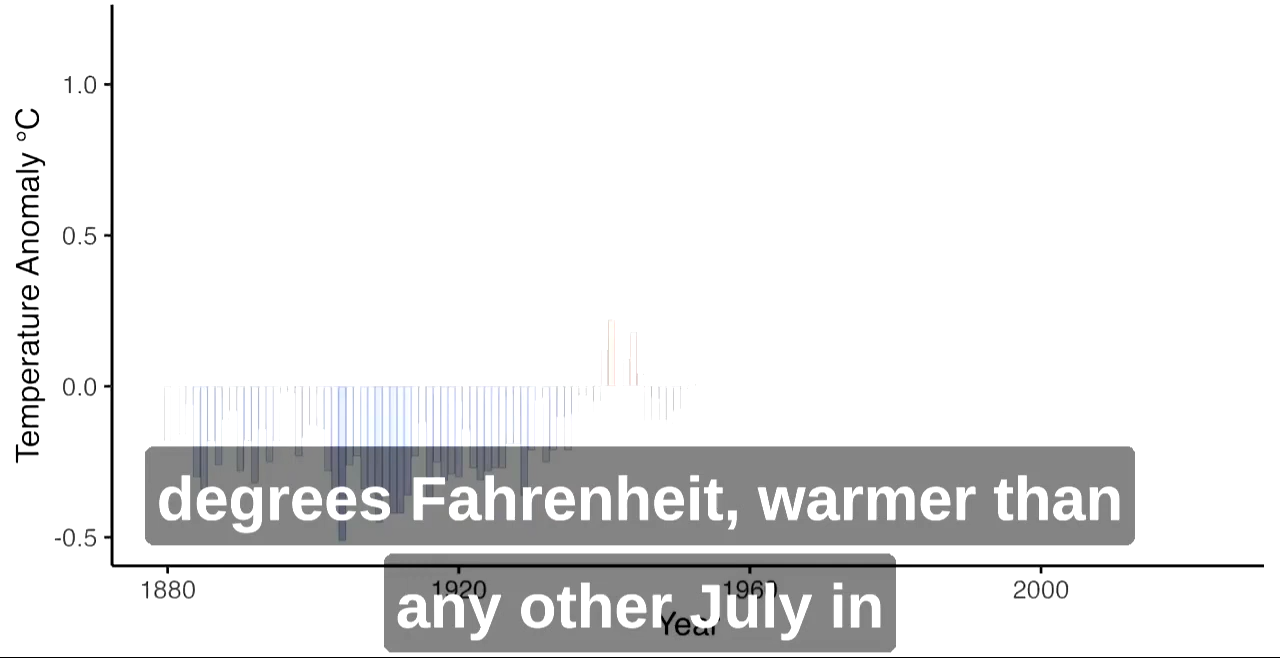 1.0
0.5
0.0
-0.5
Temperature Anomaly °C
degrees Fahrenheit, warmer than
1880 1920 1960 2000
any other July in
Year